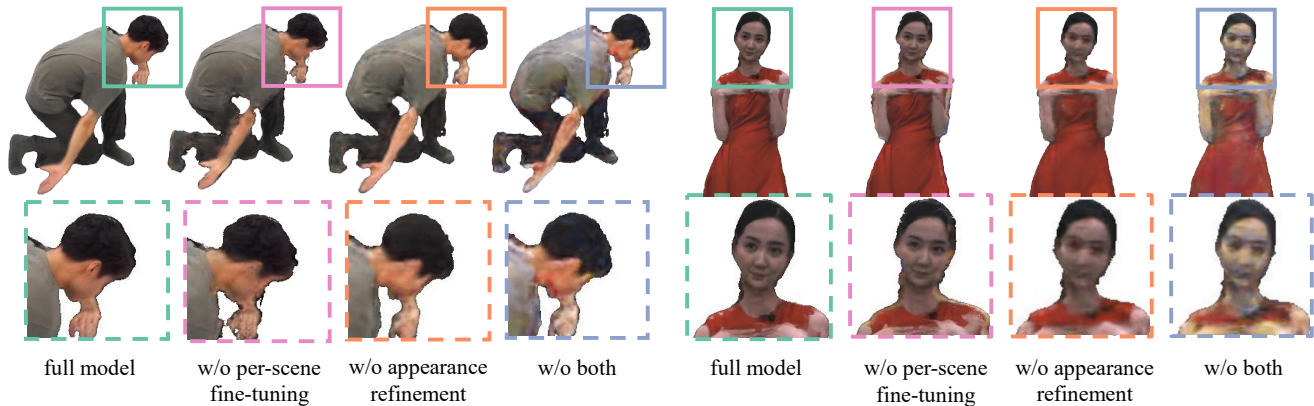 full model
w/o per-scene
fine-tuning
w/o appearance
refinement
w/o both
full model
w/o per-scene
fine-tuning
w/o appearance
refinement
w/o both